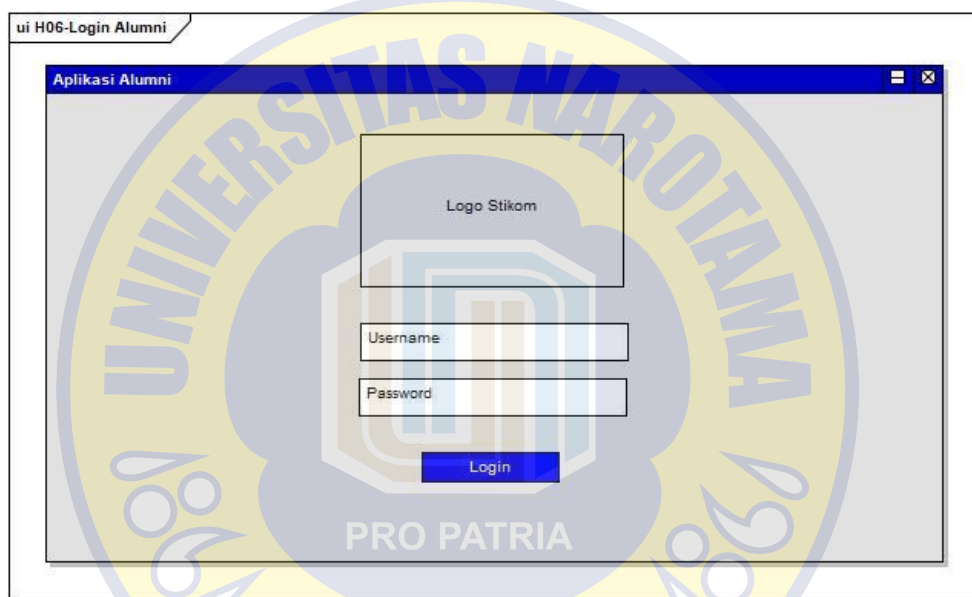 ui H06-Login Alumni
Aplikasi Alumni
UNIVERSITAS NAROTAMA
Logo Stikom
Username
Password
Login
PRO PATRIA